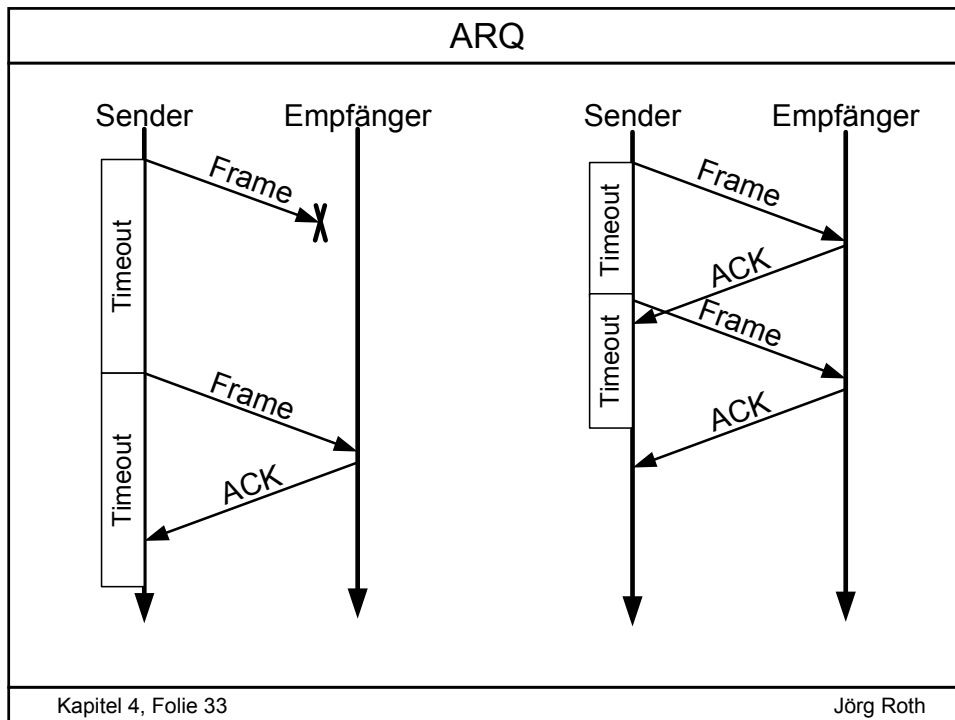 ARQ
Sender
Empfänger
Frame
Timeout
Frame
ACK
Timeout
Sender
Empfänger
Frame
Timeout
ACK
Frame
Timeout
ACK
Kapitel 4, Folie 33
Jörg Roth